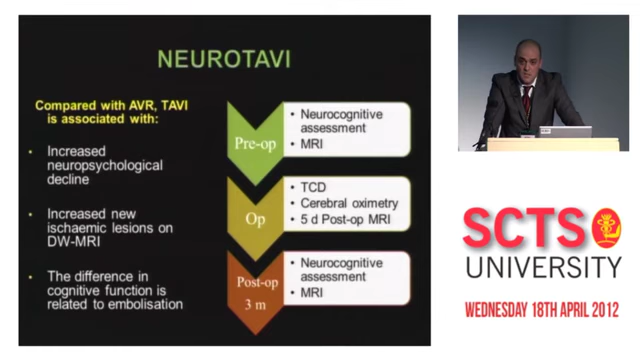 NEUROTAVI
Compared with AVR, TAVI
is associated with:
• Increased
neuropsychological
decline
• Increased new
ischaemic lesions on
DW-MRI
• The difference in
cognitive function is
related to embolisation
Pre-op
• Neurocognitive
assessment
• MRI
Op
• TCD
• Cerebral oximetry
• 5 d Post-op MRI
Post-op
3 m
• Neurocognitive
assessment
• MRI
SCTS
UNIVERSITY
WEDNESDAY 18TH APRIL 2012